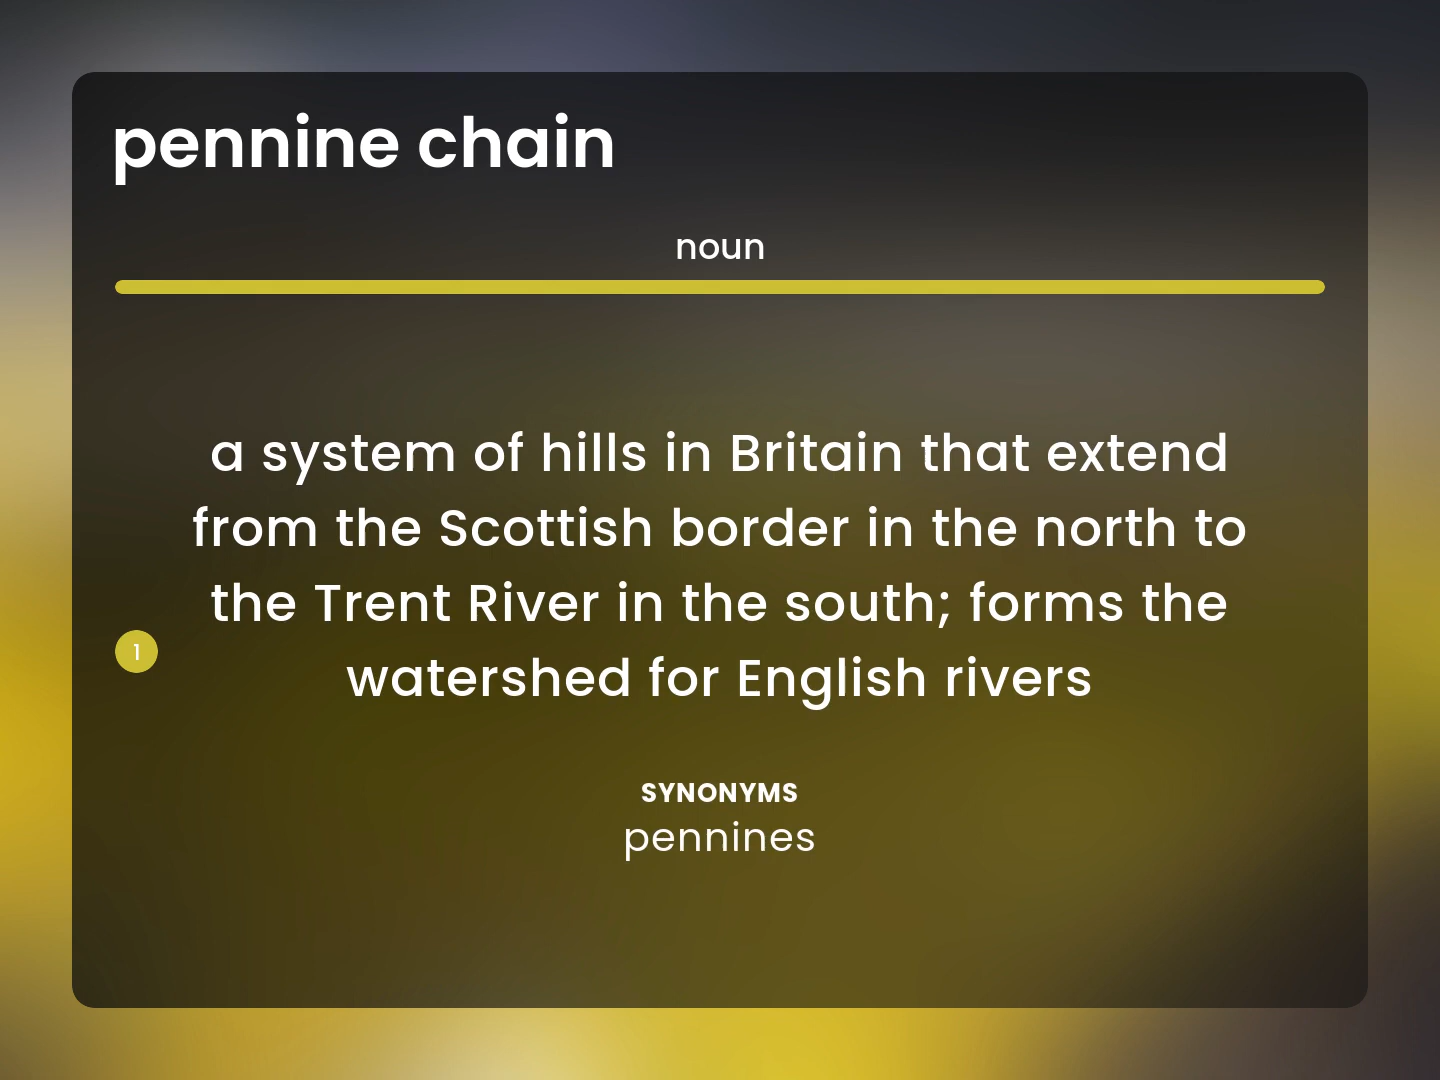 pennine chain
noun
a system of hills in Britain that extend
from the Scottish border in the north to
the Trent River in the south; forms the
1
watershed for English rivers
SYNONYMS
pennines